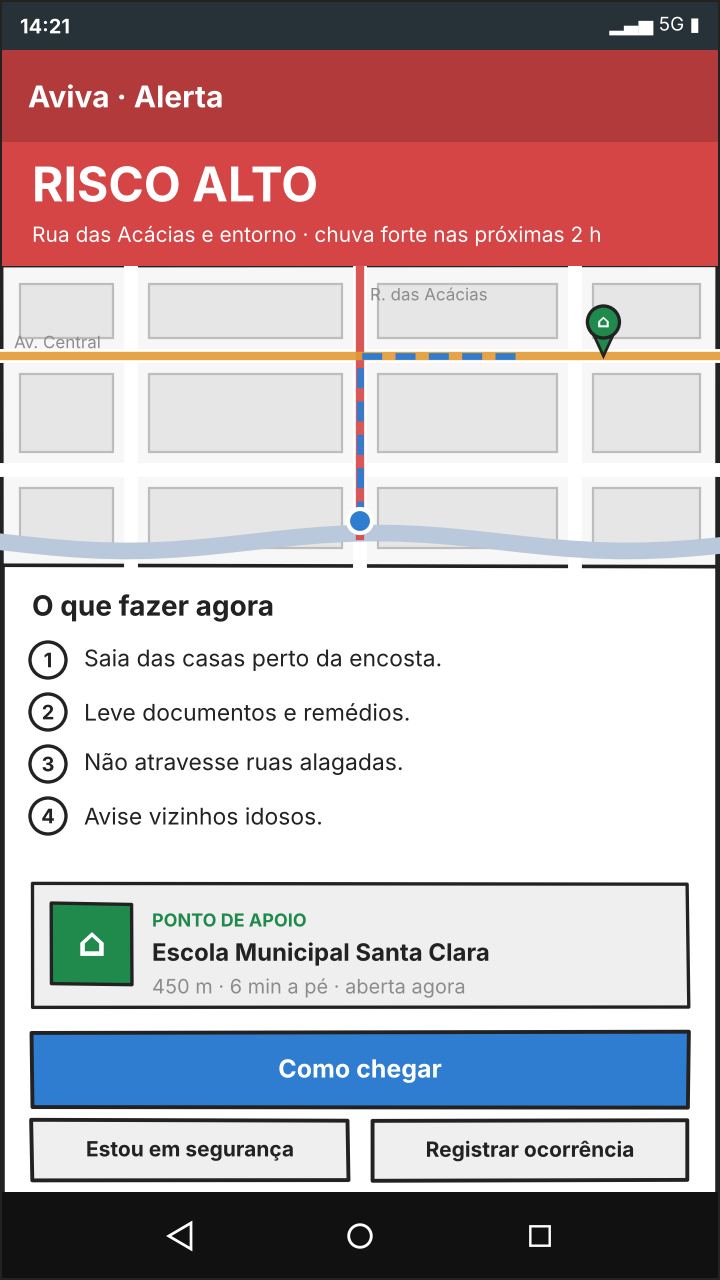 14:21
5G
Aviva · Alerta
RISCO ALTO
Rua das Acácias e entorno · chuva forte nas próximas 2 h
R. das Acácias
Av. Central
O que fazer agora
1 Saia das casas perto da encosta.
2 Leve documentos e remédios.
3 Não atravesse ruas alagadas.
4 Avise vizinhos idosos.
PONTO DE APOIO
Escola Municipal Santa Clara
450 m · 6 min a pé · aberta agora
Como chegar
Estou em segurança
Registrar ocorrência